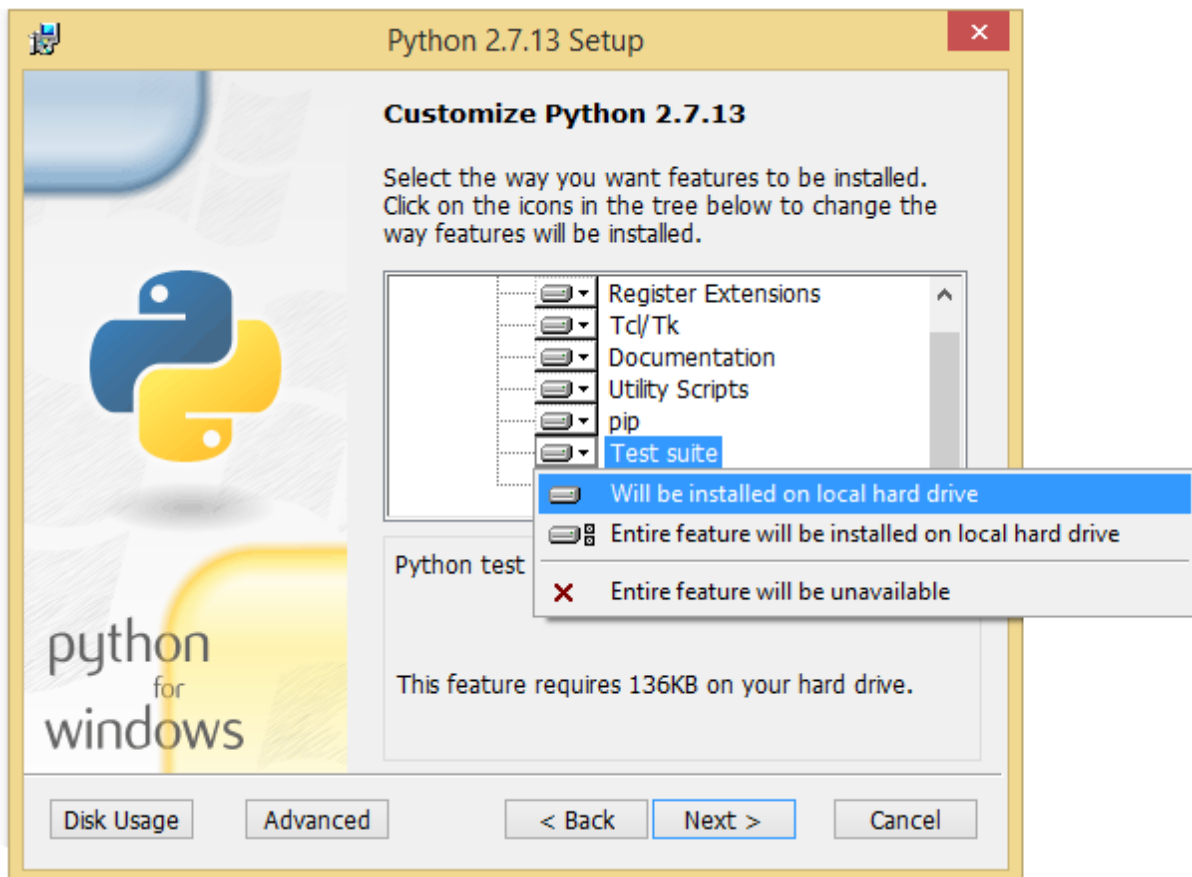 Python 2.7.13 Setup
Customize Python 2.7.13
Select the way you want features to be installed.
Click on the icons in the tree below to change the
way features will be installed.
Register Extensions
Tcl/Tk
Documentation
Utility Scripts
pip
Test suite
Will be installed on local hard drive
Entire feature will be installed on local hard drive
Entire feature will be unavailable
Python test
This feature requires 136KB on your hard drive.
python
for
windows
Disk Usage
Advanced
< Back
Next >
Cancel